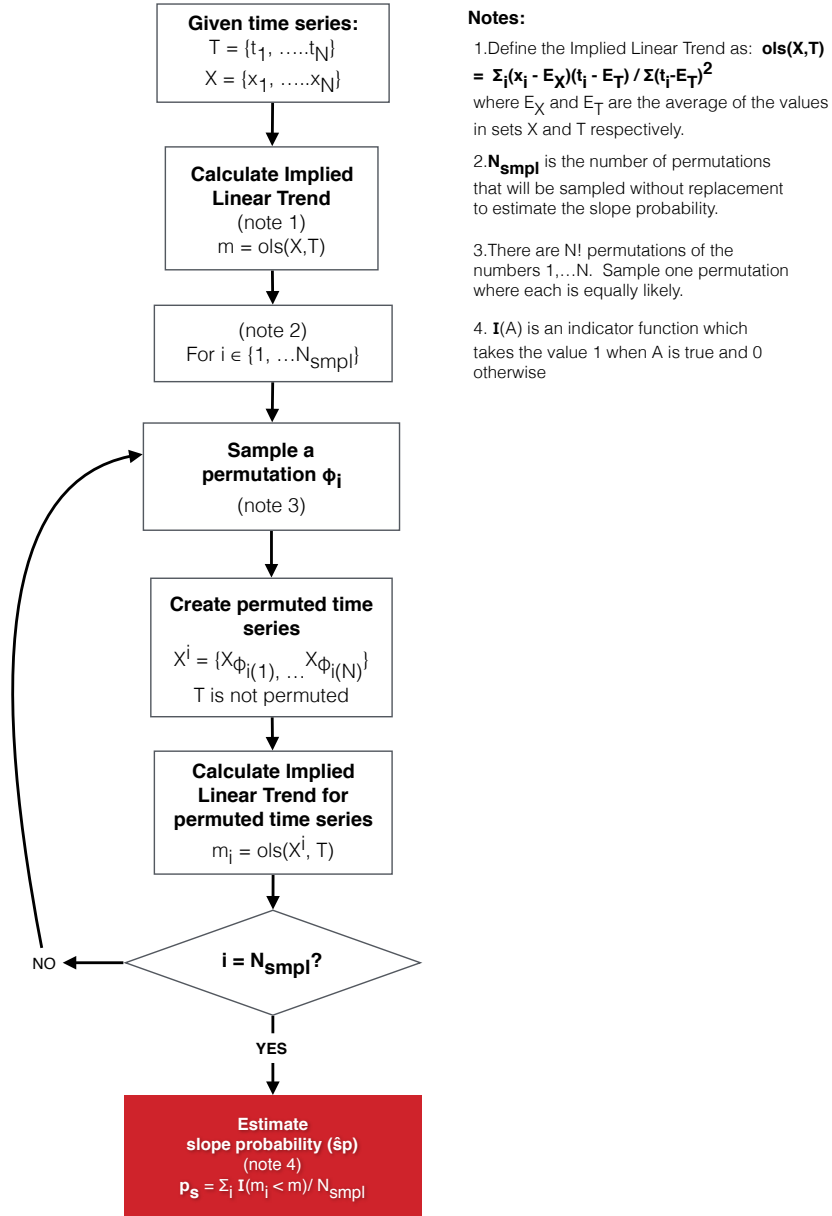 Given time series:
T = {t1, .....tN}
X = {x1, .....xN}
Calculate Implied
Linear Trend
(note 1)
m = ols(X,T)
(note 2)
For i ∈ {1, ...Nsmpl}
Sample a
permutation ϕi
(note 3)
Create permuted time
series
X^i = {Xϕi(1), ... Xϕi(N)}
T is not permuted
Calculate Implied
Linear Trend for
permuted time series
mi = ols(X^i, T)
i = Nsmpl?
NO
YES
Estimate
slope probability (ŝp)
(note 4)
ps = Σi I(mi < m)/ Nsmpl
Notes:
1.Define the Implied Linear Trend as: ols(X,T)
= Σi(xi - EX)(ti - ET) / Σ(ti-ET)^2
where EX and ET are the average of the values
in sets X and T respectively.
2.Nsmpl is the number of permutations
that will be sampled without replacement
to estimate the slope probability.
3.There are N! permutations of the
numbers 1,...N. Sample one permutation
where each is equally likely.
4. I(A) is an indicator function which
takes the value 1 when A is true and 0
otherwise